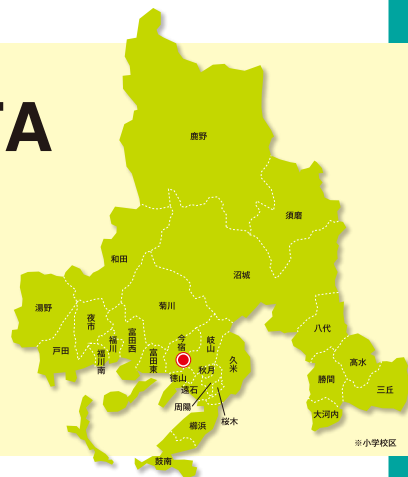 TA
鹿野
須磨
和田
沼城
湯野
菊川
夜市
福川
富田西
今宿
岐山
八代
戸田
福川南
富田東
久米
高水
徳山
秋月
勝間
三丘
遠石
周陽
桜木
大河内
櫛浜
鼓南
※小学校区